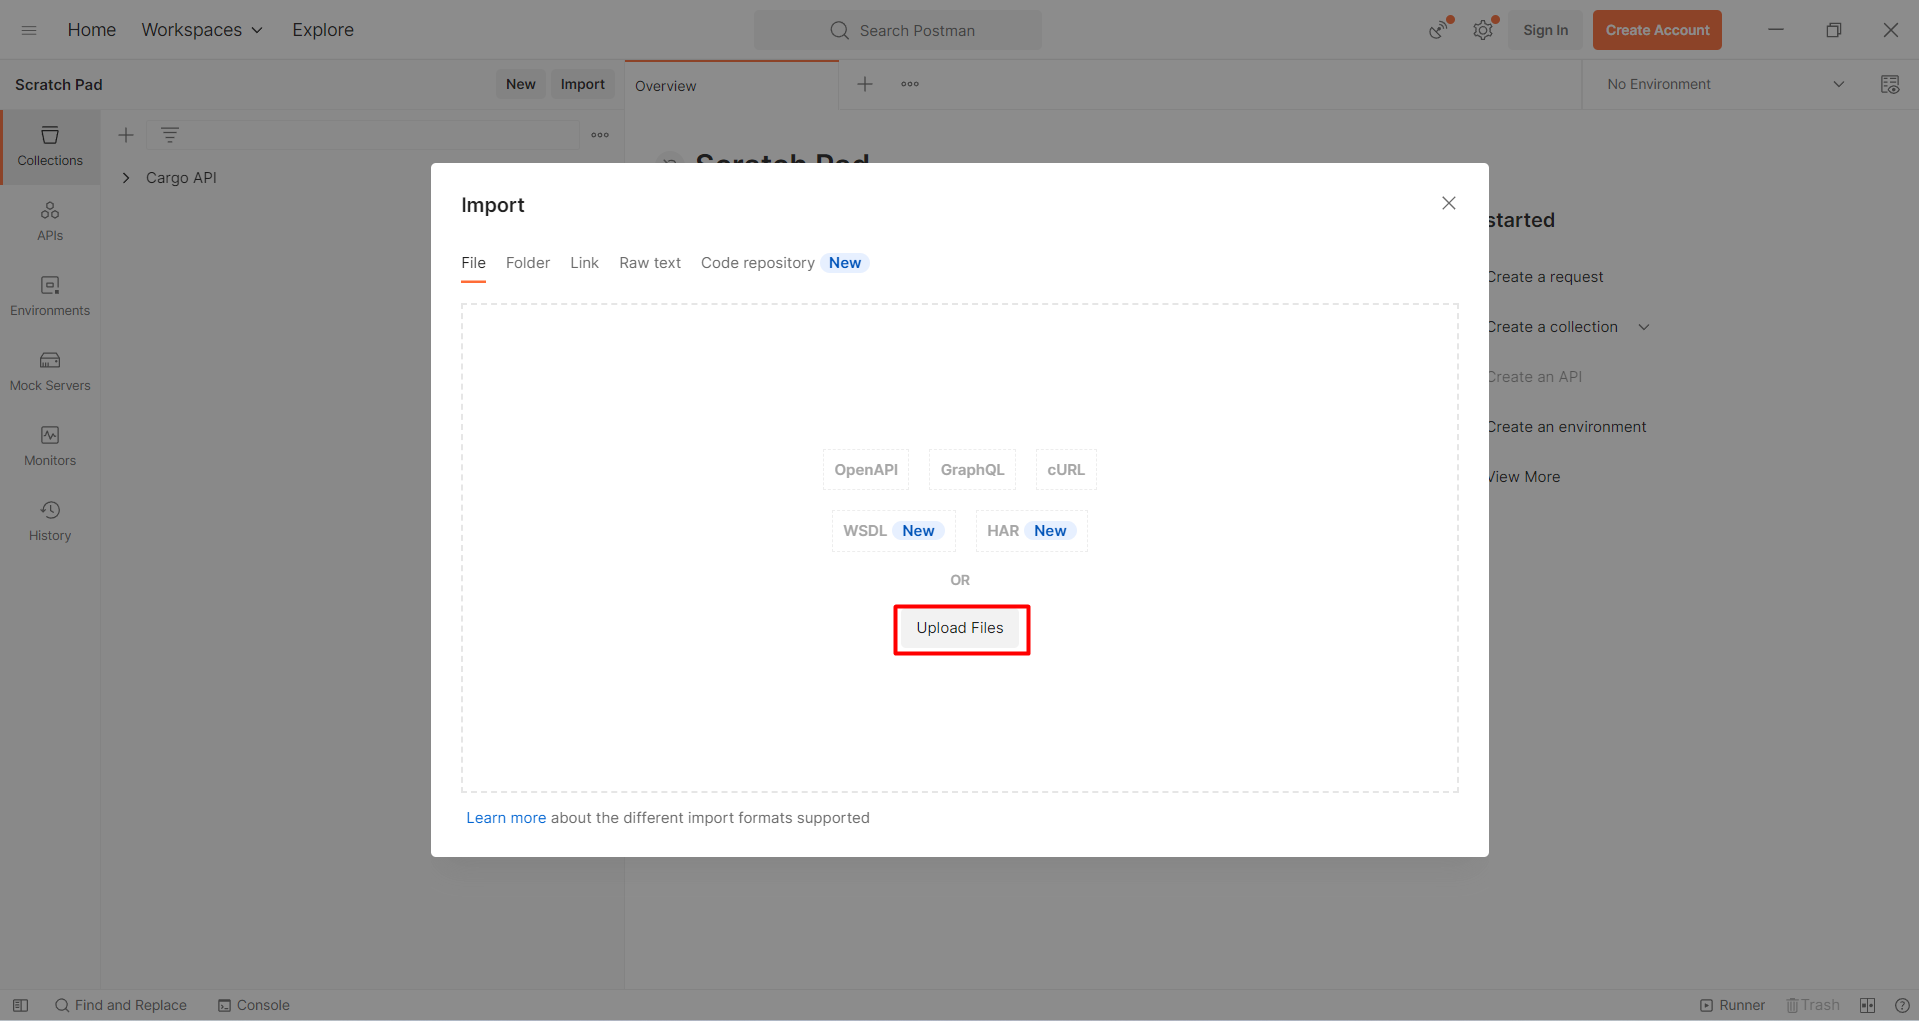 Home Workspaces Explore Search Postman Sign In Create Account
Scratch Pad New Import Overview No Environment
Collections
Cargo API
APIs
Environments
Mock Servers
Monitors
History
Scratch Pad
started
Create a request
Create a collection
Create an API
Create an environment
View More
Import
File Folder Link Raw text Code repository New
OpenAPI GraphQL cURL
WSDL New HAR New
OR
Upload Files
Learn more about the different import formats supported
Find and Replace Console Runner Trash